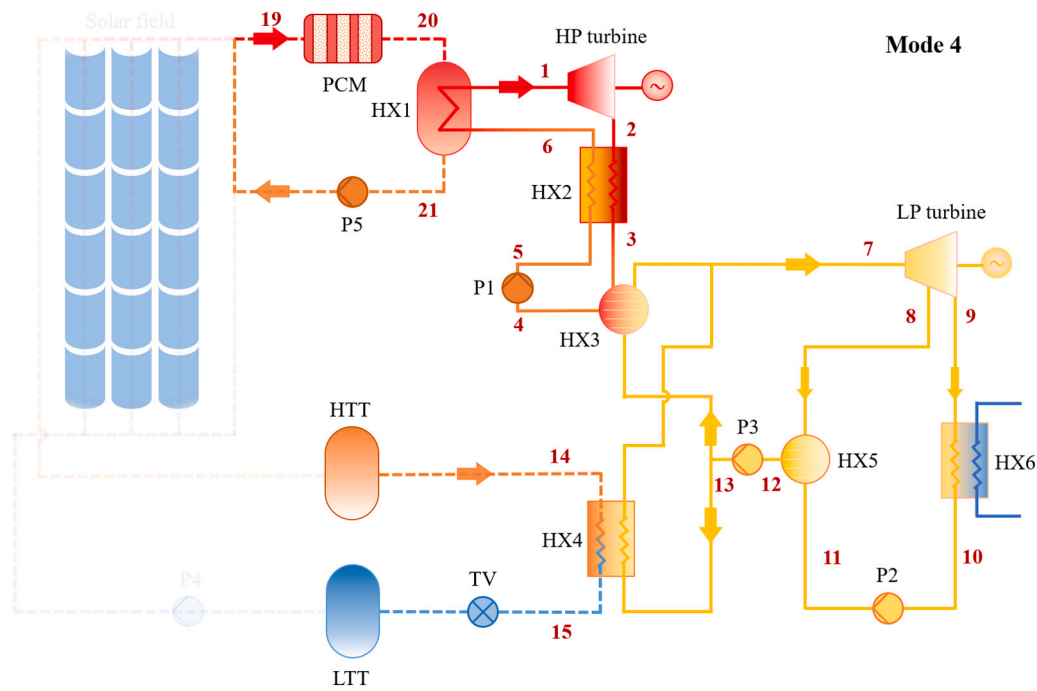 Solar field
19
20
HP turbine
Mode 4
PCM
HX1
1
2
6
HX2
21
P5
3
LP turbine
5
7
P1
4
HX3
8
9
HTT
P3
14
HX5
HX6
13
12
HX4
11
10
P4
TV
P2
15
LTT